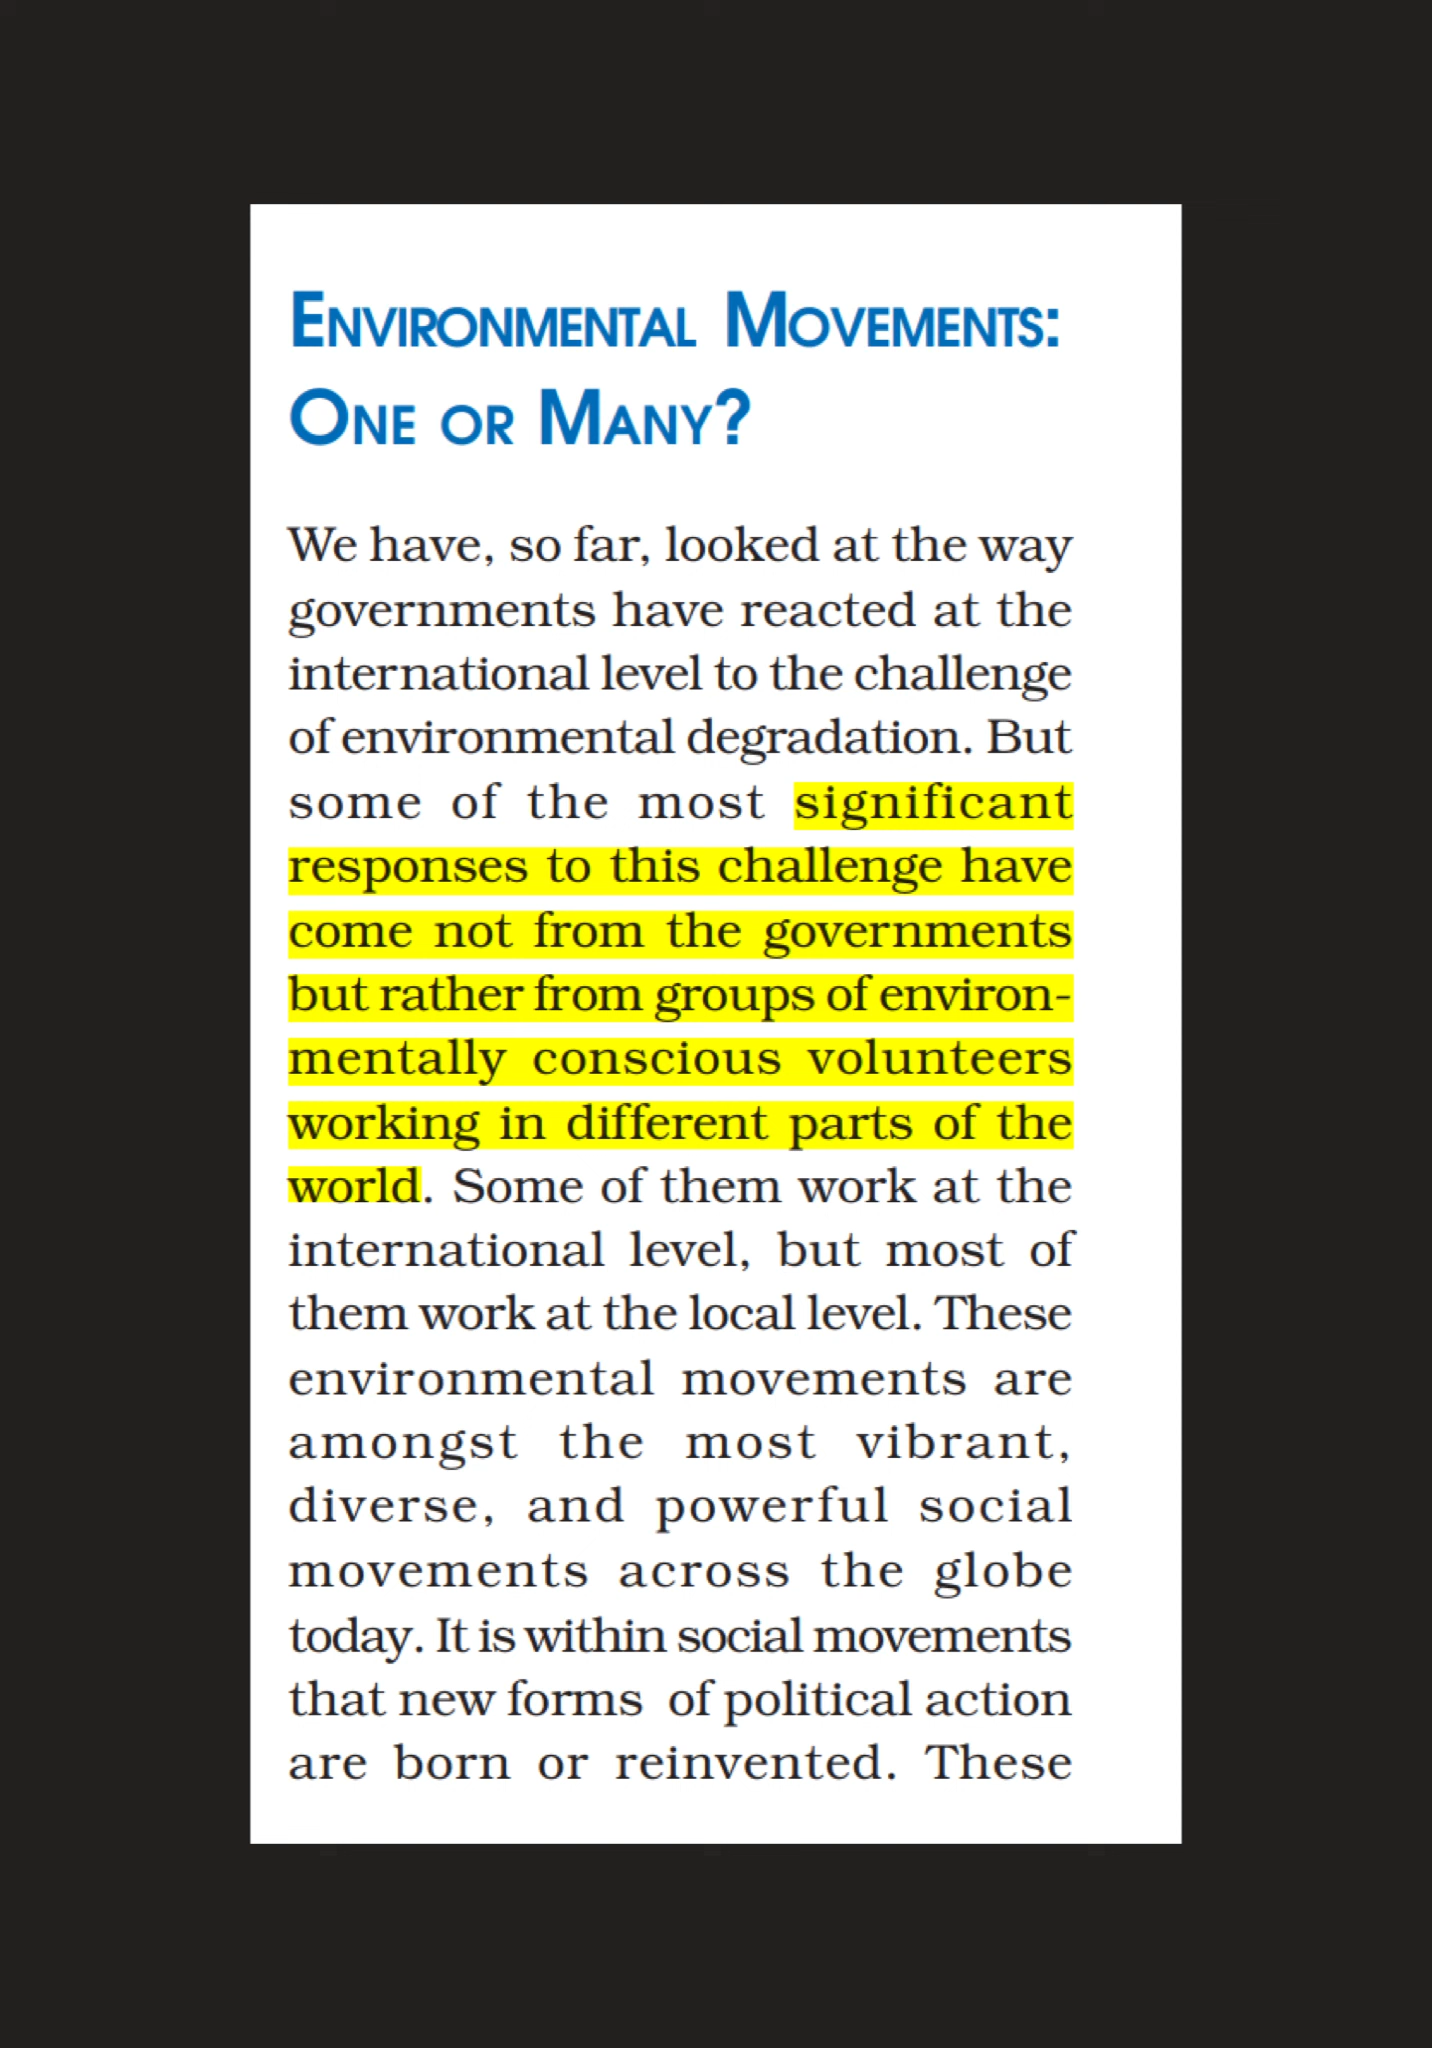 Environmental Movements:
One or Many?
We have, so far, looked at the way
governments have reacted at the
international level to the challenge
of environmental degradation. But
some of the most significant
responses to this challenge have
come not from the governments
but rather from groups of environ-
mentally conscious volunteers
working in different parts of the
world. Some of them work at the
international level, but most of
them work at the local level. These
environmental movements are
amongst the most vibrant,
diverse, and powerful social
movements across the globe
today. It is within social movements
that new forms of political action
are born or reinvented. These